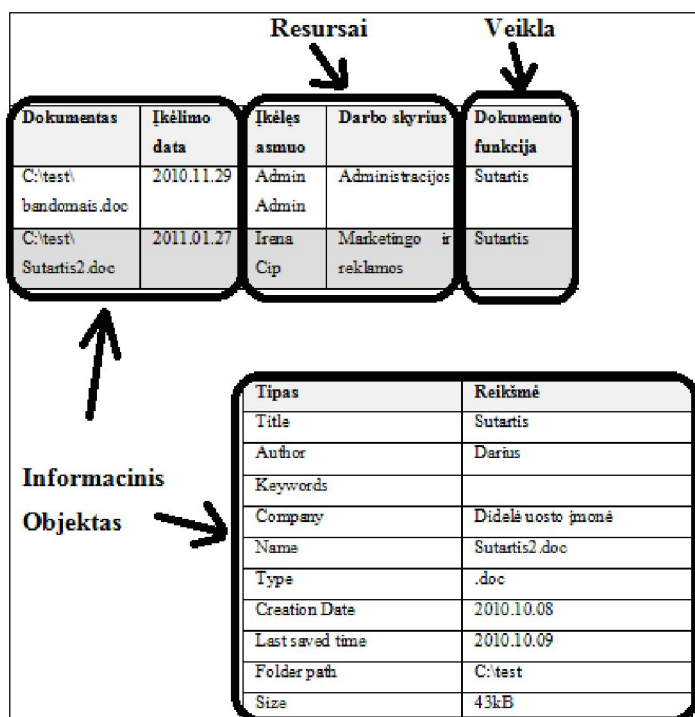 Resursai
Veikla
Dokumentas Įkėlimo data Įkėlęs asmuo Darbo skyrius Dokumento funkcija
C:\test\bandomais.doc 2010.11.29 Admin Admin Administracijos Sutartis
C:\test\Sutartis2.doc 2011.01.27 Irena Cip Marketingo ir reklamos Sutartis
Informacinis
Objektas
Tipas Reikšmė
Title Sutartis
Author Darius
Keywords
Company Didelė uosto įmonė
Name Sutartis2.doc
Type .doc
Creation Date 2010.10.08
Last saved time 2010.10.09
Folder path C:\test
Size 43kB